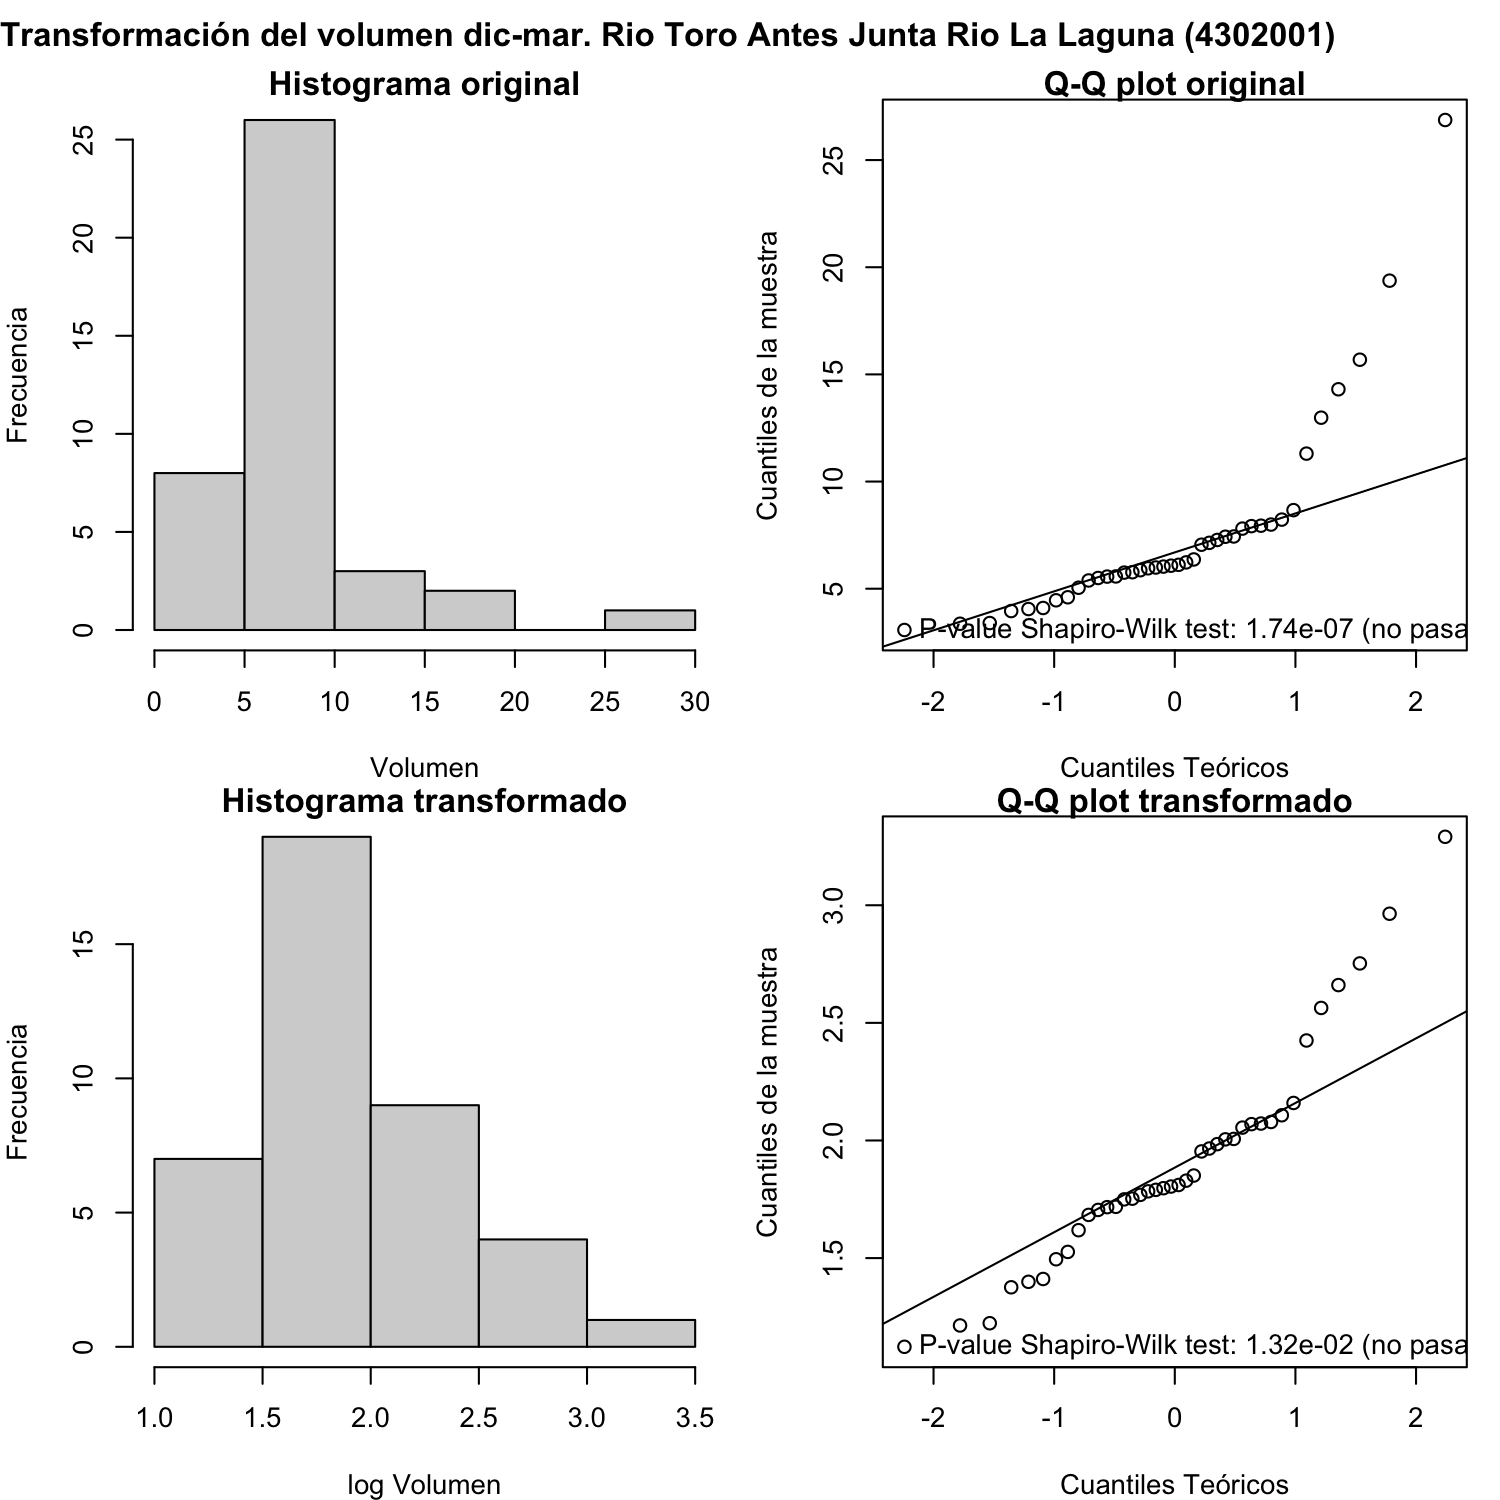 Transformación del volumen dic-mar. Rio Toro Antes Junta Rio La Laguna (4302001)
Histograma original
Frecuencia
25
20
15
10
5
0
0 5 10 15 20 25 30
Volumen
Q-Q plot original
Cuantiles de la muestra
25
20
15
10
5
P-value Shapiro-Wilk test: 1.74e-07 (no pasa
-2 -1 0 1 2
Cuantiles Teóricos
Histograma transformado
Frecuencia
15
10
5
0
1.0 1.5 2.0 2.5 3.0 3.5
log Volumen
Q-Q plot transformado
Cuantiles de la muestra
3.0
2.5
2.0
1.5
P-value Shapiro-Wilk test: 1.32e-02 (no pasa
-2 -1 0 1 2
Cuantiles Teóricos